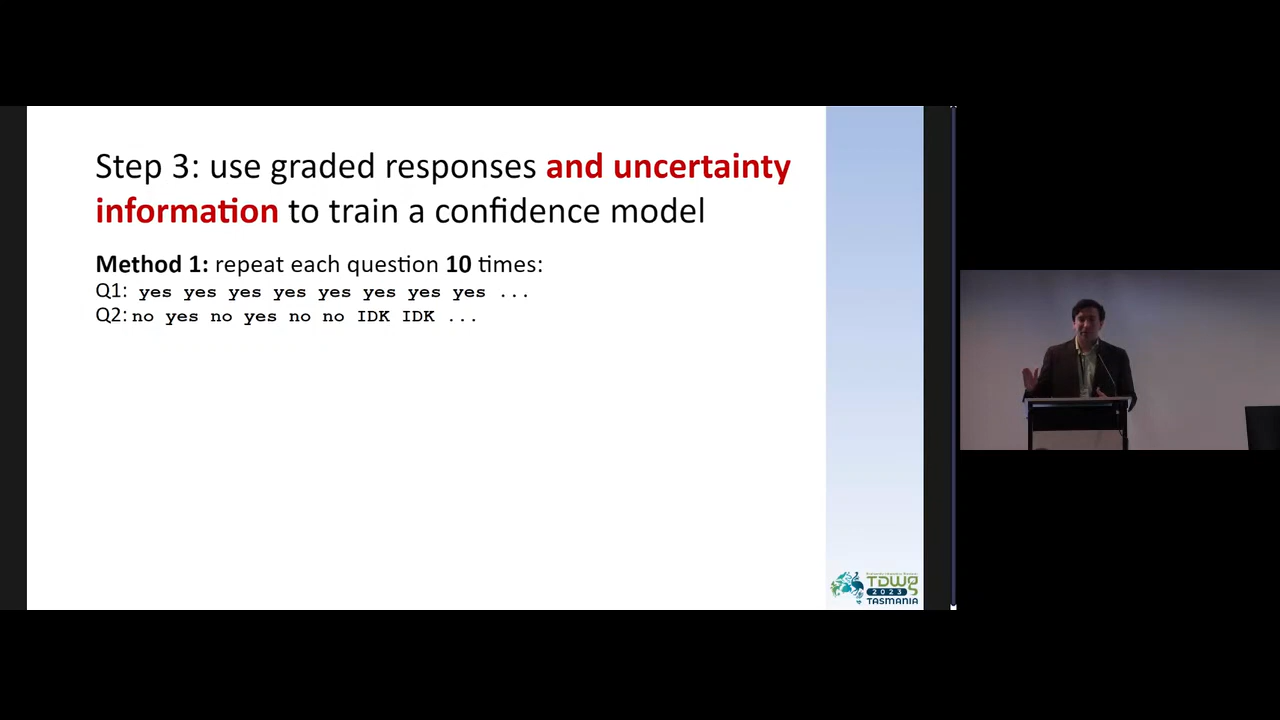 Step 3: use graded responses and uncertainty
information to train a confidence model
Method 1: repeat each question 10 times:
Q1: yes yes yes yes yes yes yes yes ...
Q2: no yes no yes no no IDK IDK ...
TDWG
2023
TASMANIA